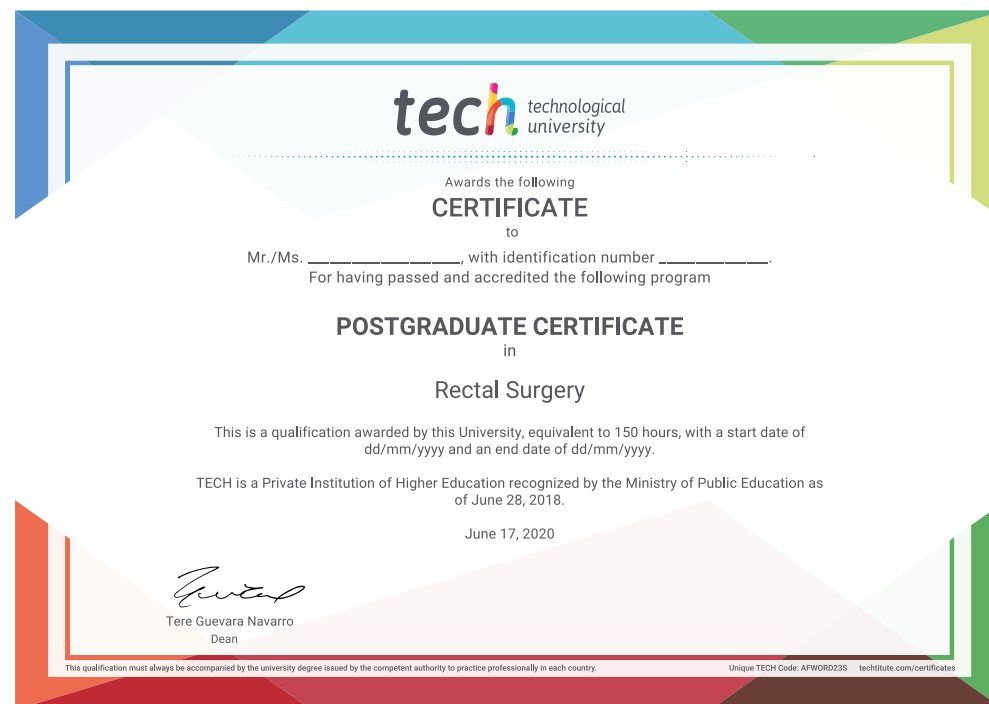 tech technological
university
Awards the following
CERTIFICATE
to
Mr./Ms. ____________________, with identification number ______________.
For having passed and accredited the following program
POSTGRADUATE CERTIFICATE
in
Rectal Surgery
This is a qualification awarded by this University, equivalent to 150 hours, with a start date of
dd/mm/yyyy and an end date of dd/mm/yyyy.
TECH is a Private Institution of Higher Education recognized by the Ministry of Public Education as
of June 28, 2018.
June 17, 2020
Tere Guevara Navarro
Dean
This qualification must always be accompanied by the university degree issued by the competent authority to practice professionally in each country. Unique TECH Code: AFWORD23S techtitute.com/certificates